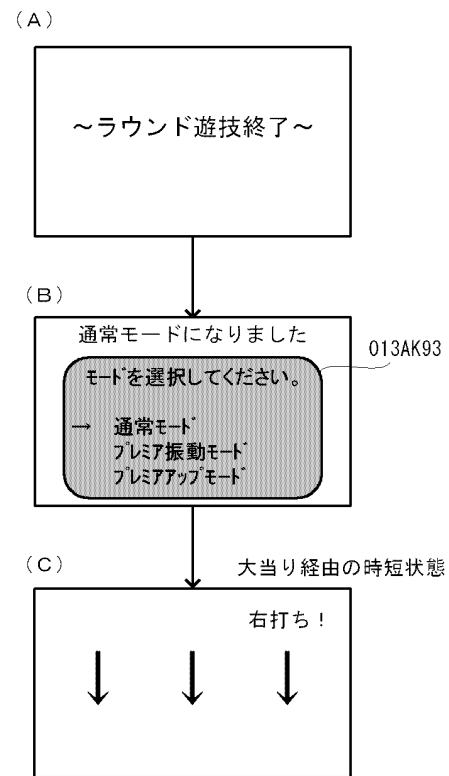 （Ａ）
～ラウンド遊技終了～
（Ｂ）
通常モードになりました
013AK93
ﾓｰﾄﾞを選択してください。
→ 通常ﾓｰﾄﾞ
ﾌﾟﾚﾐｱ振動ﾓｰﾄﾞ
ﾌﾟﾚﾐｱｱｯﾌﾟﾓｰﾄﾞ
（Ｃ）
大当り経由の時短状態
右打ち！